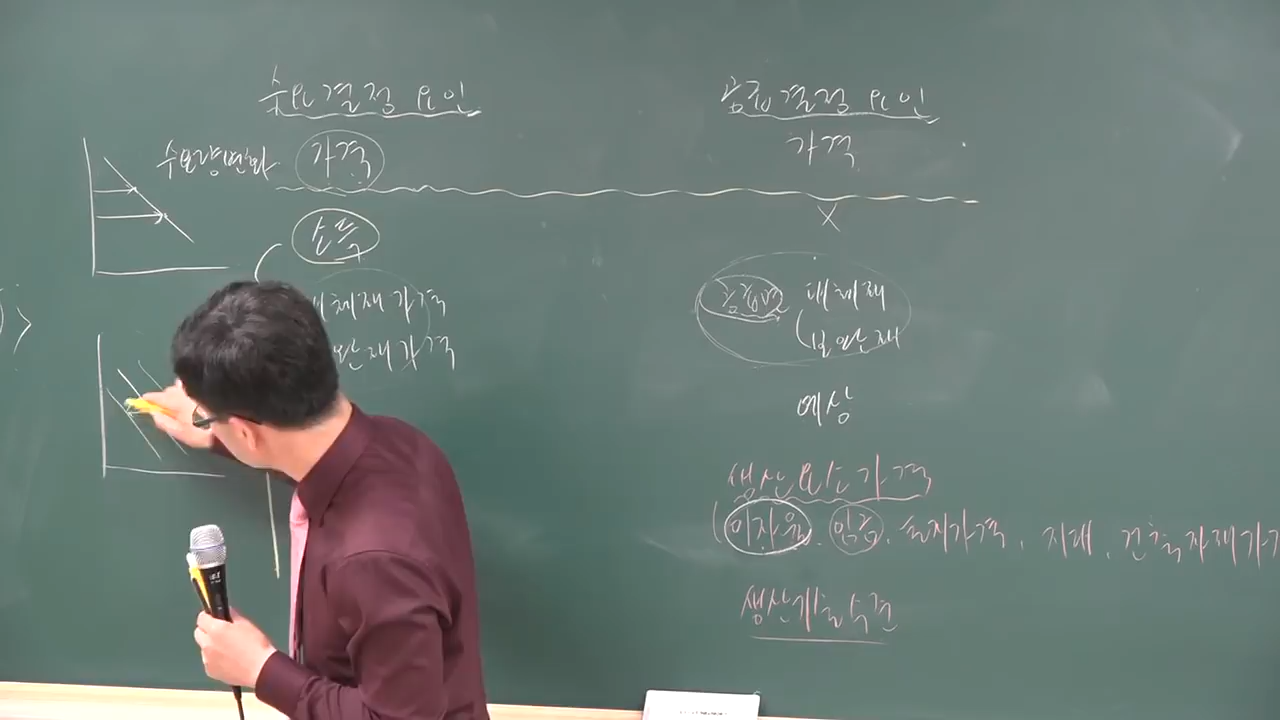 수요결정 요인
수요량변화 가격
소득
체재 가격
완재 가격
공급결정 요인
가격
X
공급면 대체재
보완재
예상
생산요소가격
(이자율, 임금, 토지가격, 지대, 건축자재가
생산기술수준